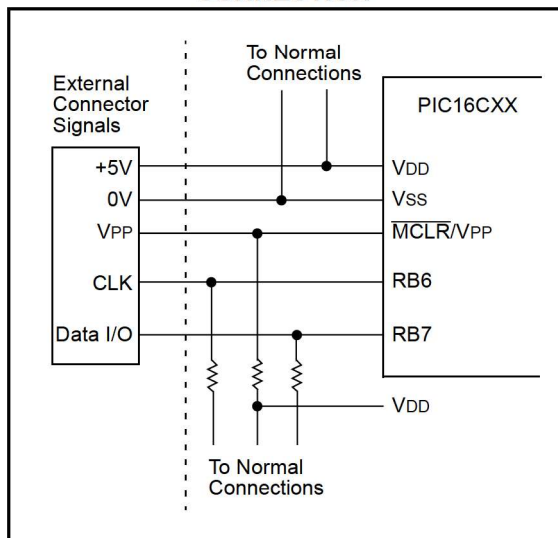 To Normal
Connections
External
Connector
Signals
PIC16CXX
+5V
VDD
0V
VSS
VPP
MCLR/VPP
CLK
RB6
Data I/O
RB7
VDD
To Normal
Connections